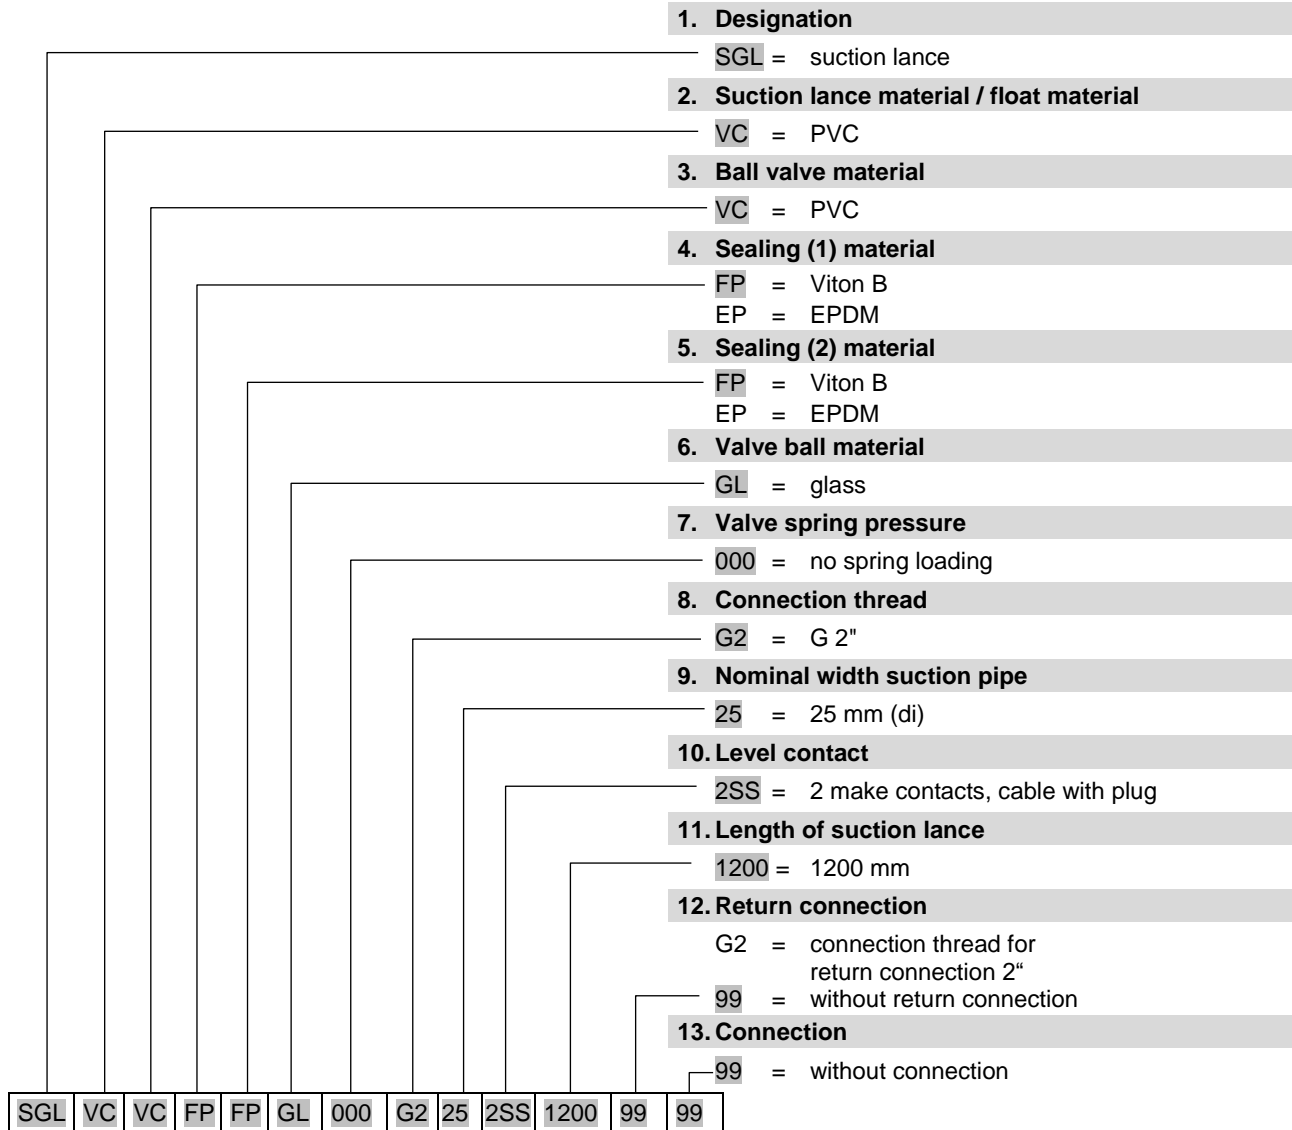 1. Designation
SGL = suction lance
2. Suction lance material / float material
VC = PVC
3. Ball valve material
VC = PVC
4. Sealing (1) material
FP = Viton B
EP = EPDM
5. Sealing (2) material
FP = Viton B
EP = EPDM
6. Valve ball material
GL = glass
7. Valve spring pressure
000 = no spring loading
8. Connection thread
G2 = G 2"
9. Nominal width suction pipe
25 = 25 mm (di)
10. Level contact
2SS = 2 make contacts, cable with plug
11. Length of suction lance
1200 = 1200 mm
12. Return connection
G2 = connection thread for
return connection 2“
99 = without return connection
13. Connection
99 = without connection
SGL VC VC FP FP GL 000 G2 25 2SS 1200 99 99